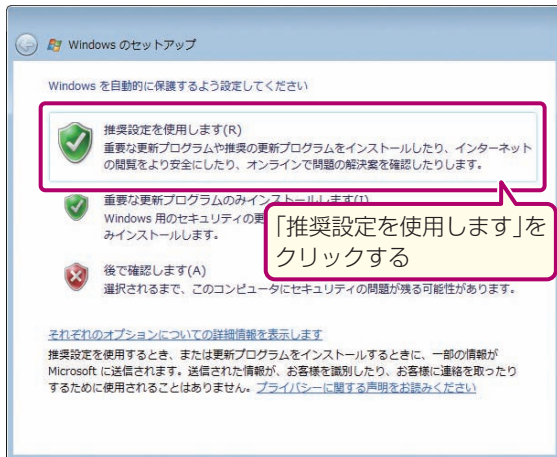 Windows のセットアップ
Windows を自動的に保護するよう設定してください
推奨設定を使用します(R)
重要な更新プログラムや推奨の更新プログラムをインストールしたり、インターネット
の閲覧をより安全にしたり、オンラインで問題の解決案を確認したりします。
重要な更新プログラムのみインストールします(I)
Windows 用のセキュリティの更
みインストールします。
「推奨設定を使用します」を
クリックする
後で確認します(A)
選択されるまで、このコンピュータにセキュリティの問題が残る可能性があります。
それぞれのオプションについての詳細情報を表示します
推奨設定を使用するとき、または更新プログラムをインストールするときに、一部の情報が
Microsoft に送信されます。送信された情報が、お客様を識別したり、お客様に連絡を取ったり
するために使用されることはありません。プライバシーに関する声明をお読みください